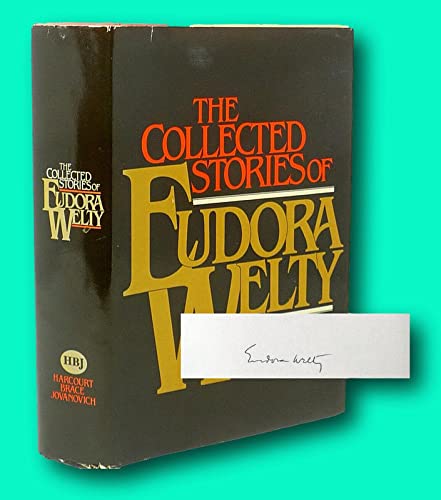 THE
COLLECTED
STORIES OF
EUDORA
WELTY
HBJ
HARCOURT
BRACE
JOVANOVICH
THE
COLLECTED
STORIES OF
EUDORA
WELTY
Eudora Welty